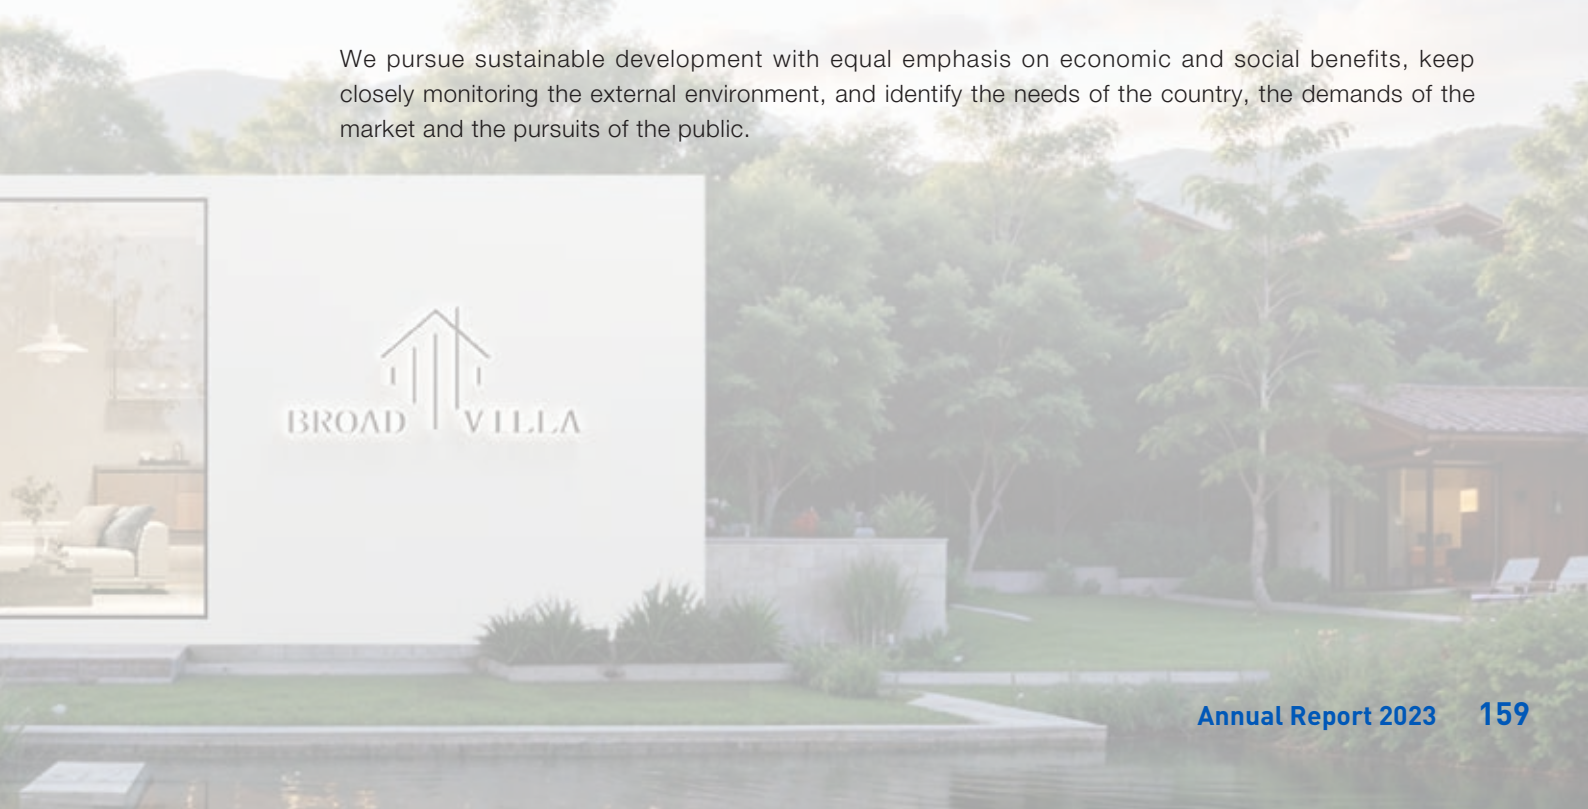 We pursue sustainable development with equal emphasis on economic and social benefits, keep
closely monitoring the external environment, and identify the needs of the country, the demands of the
market and the pursuits of the public.
BROAD VILLA
Annual Report 2023 159